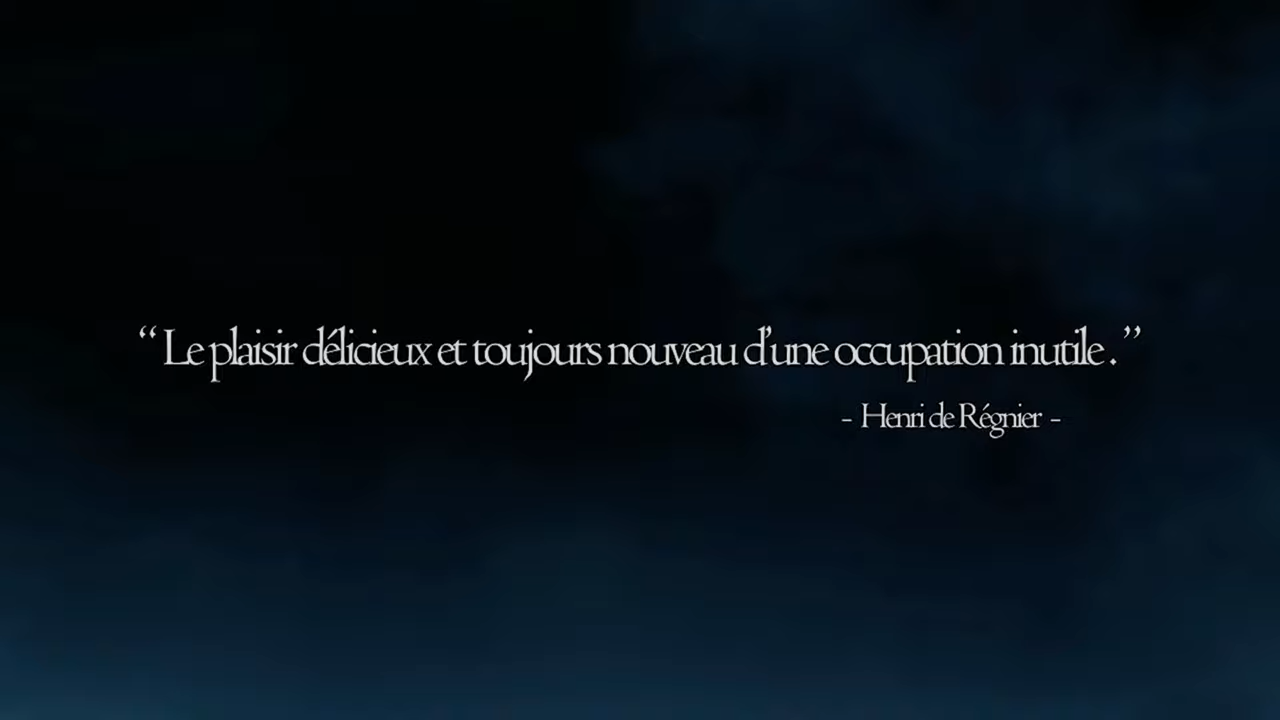 “ Le plaisir délicieux et toujours nouveau d’une occupation inutile . ”
- Henri de Régnier -